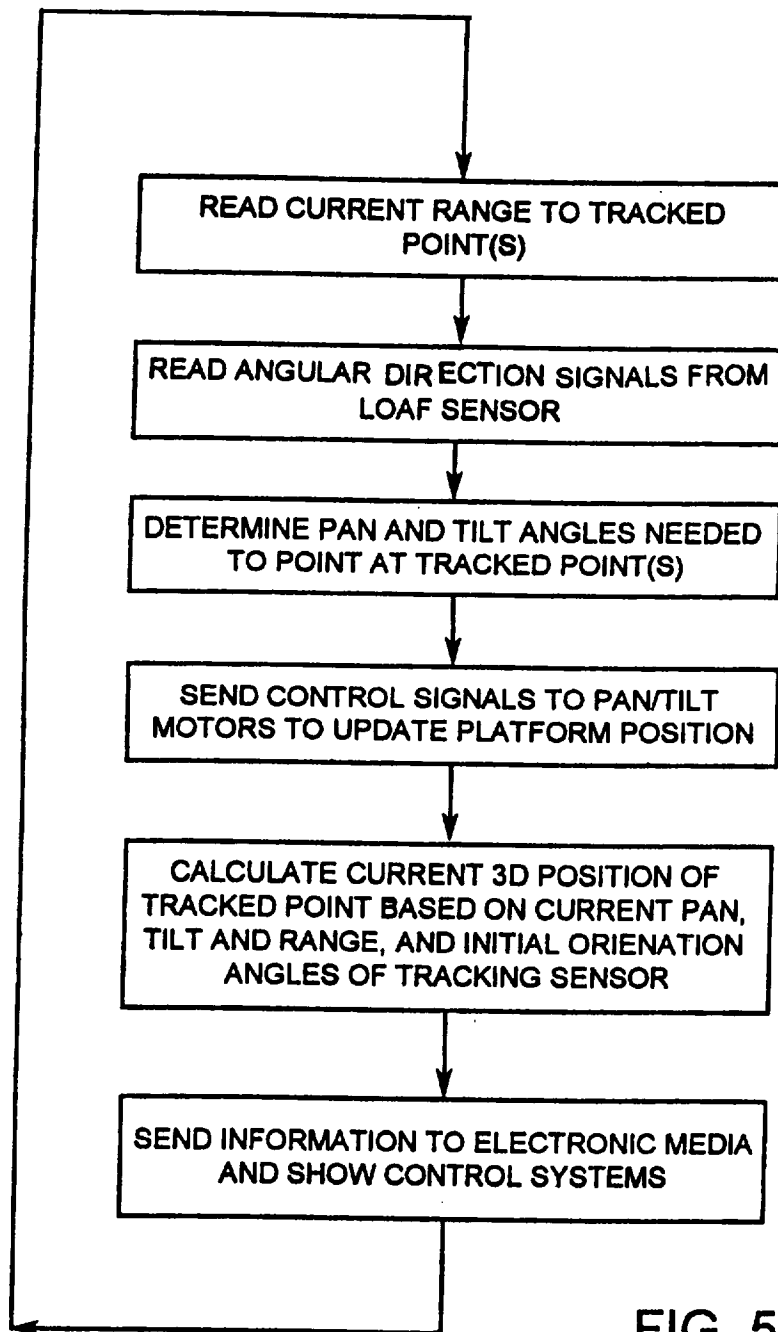 READ CURRENT RANGE TO TRACKED
POINT(S)
READ ANGULAR DIRECTION SIGNALS FROM
LOAF SENSOR
DETERMINE PAN AND TILT ANGLES NEEDED
TO POINT AT TRACKED POINT(S)
SEND CONTROL SIGNALS TO PAN/TILT
MOTORS TO UPDATE PLATFORM POSITION
CALCULATE CURRENT 3D POSITION OF
TRACKED POINT BASED ON CURRENT PAN,
TILT AND RANGE, AND INITIAL ORIENATION
ANGLES OF TRACKING SENSOR
SEND INFORMATION TO ELECTRONIC MEDIA
AND SHOW CONTROL SYSTEMS
FIG. 5